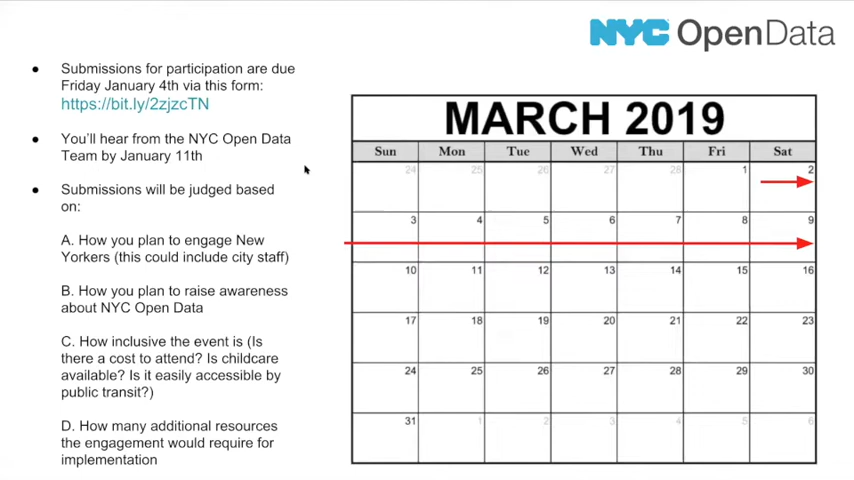 NYC OpenData
● Submissions for participation are due
Friday January 4th via this form:
https://bit.ly/2zjzcTN
● You'll hear from the NYC Open Data
Team by January 11th
● Submissions will be judged based
on:
A. How you plan to engage New
Yorkers (this could include city staff)
B. How you plan to raise awareness
about NYC Open Data
C. How inclusive the event is (Is
there a cost to attend? Is childcare
available? Is it easily accessible by
public transit?)
D. How many additional resources
the engagement would require for
implementation
MARCH 2019
Sun Mon Tue Wed Thu Fri Sat
24 25 26 27 28 1 2
3 4 5 6 7 8 9
10 11 12 13 14 15 16
17 18 19 20 21 22 23
24 25 26 27 28 29 30
31 1 2 3 4 5 6